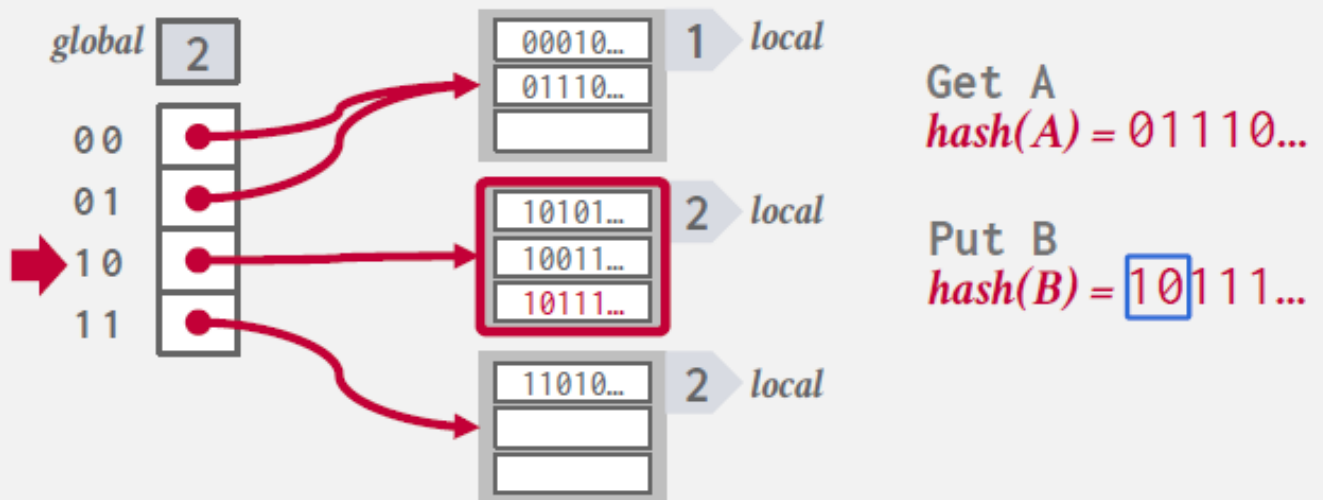 global 2
00
01
10
11
00010…
01110…
1 local
10101…
10011…
10111…
2 local
11010…
2 local
Get A
hash(A) = 01110…
Put B
hash(B) = 10111…